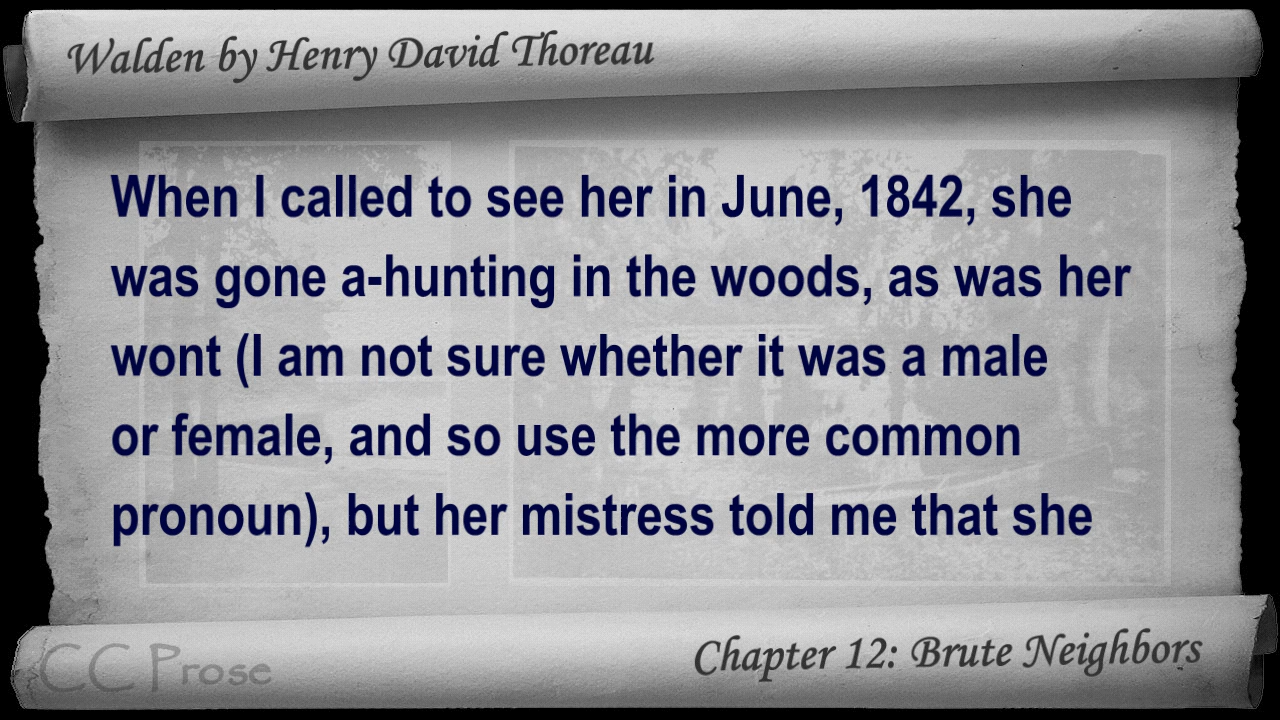 Walden by Henry David Thoreau
When I called to see her in June, 1842, she
was gone a-hunting in the woods, as was her
wont (I am not sure whether it was a male
or female, and so use the more common
pronoun), but her mistress told me that she
CC Prose
Chapter 12: Brute Neighbors